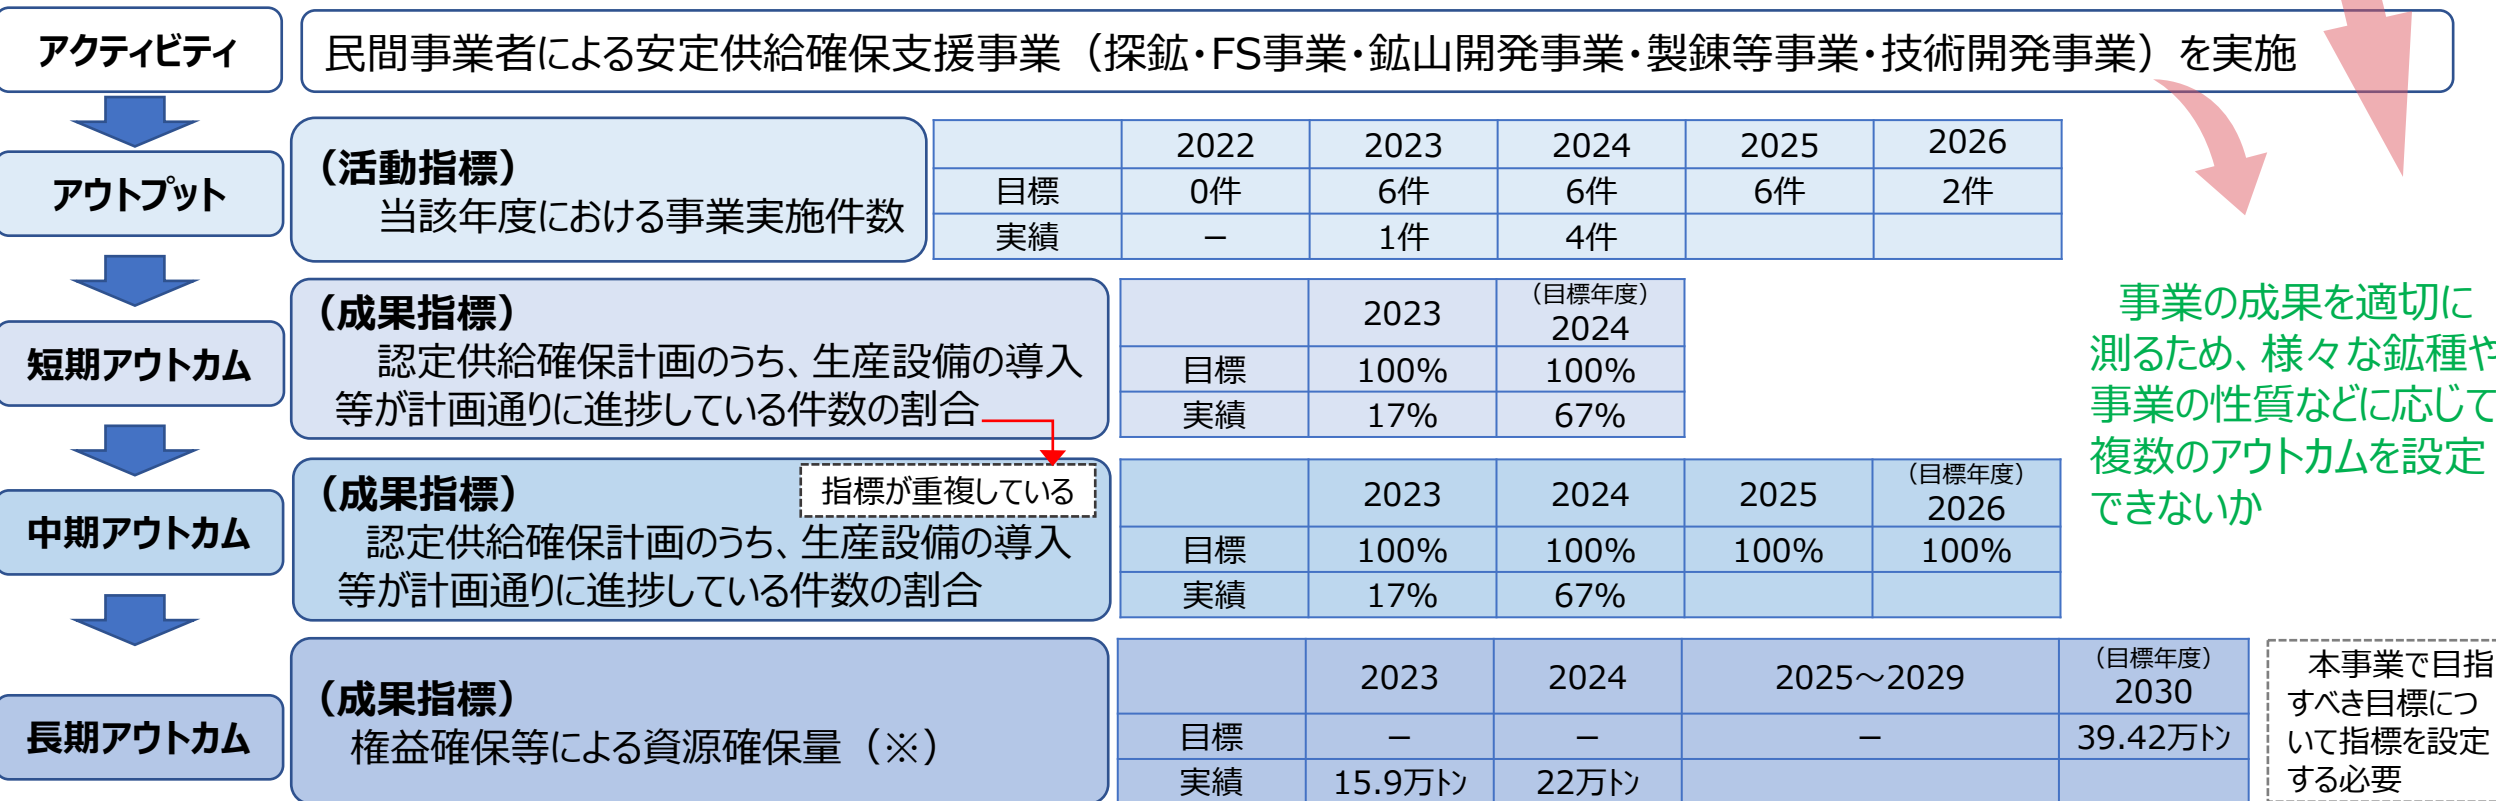 アクティビティ
民間事業者による安定供給確保支援事業（探鉱・FS事業・鉱山開発事業・製錬等事業・技術開発事業）を実施
アウトプット
（活動指標）
当該年度における事業実施件数
2022 2023 2024 2025 2026
目標 0件 6件 6件 6件 2件
実績 － 1件 4件
短期アウトカム
（成果指標）
認定供給確保計画のうち、生産設備の導入
等が計画通りに進捗している件数の割合
（目標年度）
2023 2024
目標 100% 100%
実績 17% 67%
指標が重複している
中期アウトカム
（成果指標）
認定供給確保計画のうち、生産設備の導入
等が計画通りに進捗している件数の割合
（目標年度）
2023 2024 2025 2026
目標 100% 100% 100% 100%
実績 17% 67%
長期アウトカム
（成果指標）
権益確保等による資源確保量（※）
（目標年度）
2023 2024 2025～2029 2030
目標 － － － 39.42万トン
実績 15.9万トン 22万トン
事業の成果を適切に
測るため、様々な鉱種や
事業の性質などに応じて
複数のアウトカムを設定
できないか
本事業で目指
すべき目標につ
いて指標を設定
する必要